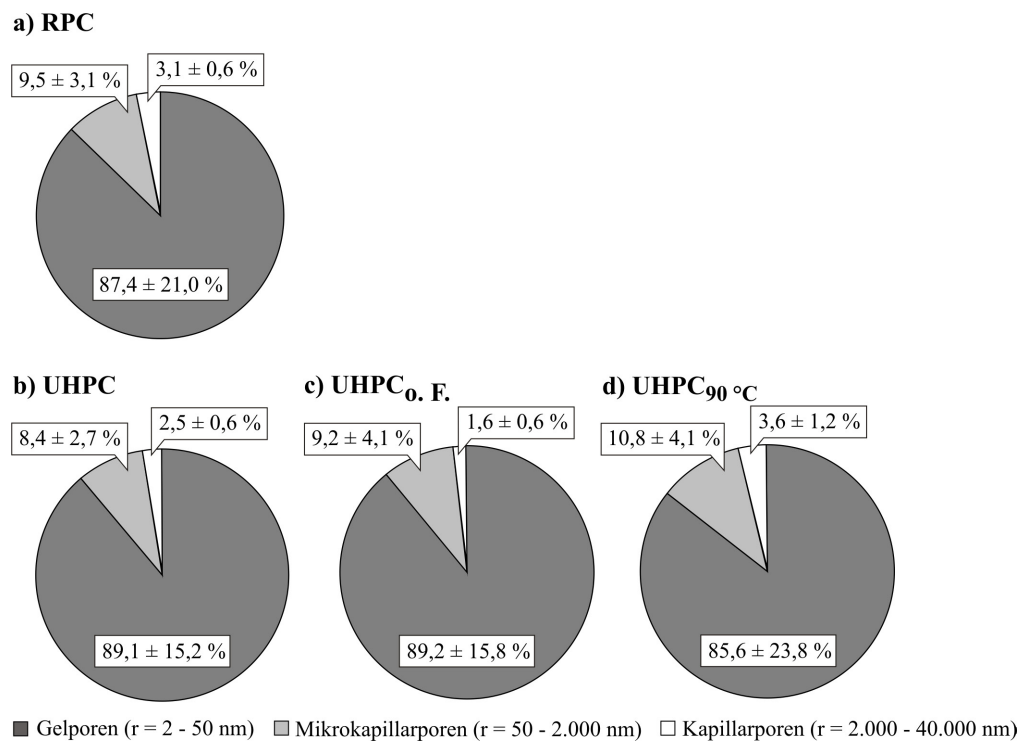 a) RPC
9,5 ± 3,1 %
3,1 ± 0,6 %
87,4 ± 21,0 %
b) UHPC
8,4 ± 2,7 %
2,5 ± 0,6 %
89,1 ± 15,2 %
c) UHPCo. F.
9,2 ± 4,1 %
1,6 ± 0,6 %
89,2 ± 15,8 %
d) UHPC90 °C
10,8 ± 4,1 %
3,6 ± 1,2 %
85,6 ± 23,8 %
Gelporen (r = 2 - 50 nm) Mikrokapillarporen (r = 50 - 2.000 nm) Kapillarporen (r = 2.000 - 40.000 nm)